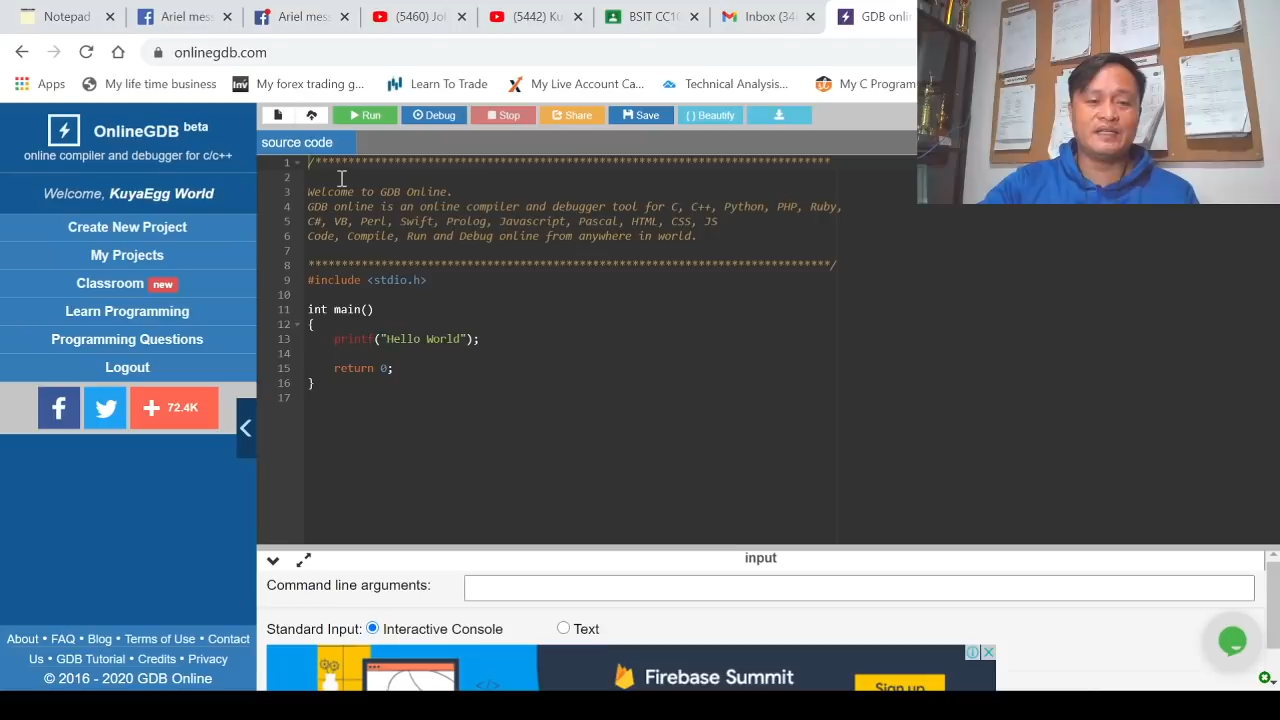 Notepad
Ariel mess
Ariel mess
(5460) Jo
(5442) Ku
BSIT CC10
Inbox (34
GDB onli
onlinegdb.com
Apps
My life time business
My forex trading g...
Learn To Trade
My Live Account Ca...
Technical Analysis...
My C Program
OnlineGDB beta
online compiler and debugger for c/c++
Welcome, KuyaEgg World
Create New Project
My Projects
Classroom new
Learn Programming
Programming Questions
Logout
72.4K
About • FAQ • Blog • Terms of Use • Contact
Us • GDB Tutorial • Credits • Privacy
© 2016 - 2020 GDB Online
Run
Debug
Stop
Share
Save
{ } Beautify
source code
1 /*******************************************************************************
2
3 Welcome to GDB Online.
4 GDB online is an online compiler and debugger tool for C, C++, Python, PHP, Ruby,
5 C#, VB, Perl, Swift, Prolog, Javascript, Pascal, HTML, CSS, JS
6 Code, Compile, Run and Debug online from anywhere in world.
7
8 *******************************************************************************/
9 #include <stdio.h>
10
11 int main()
12 {
13 printf("Hello World");
14
15 return 0;
16 }
17
input
Command line arguments:
Standard Input: Interactive Console Text
Firebase Summit
Sign up